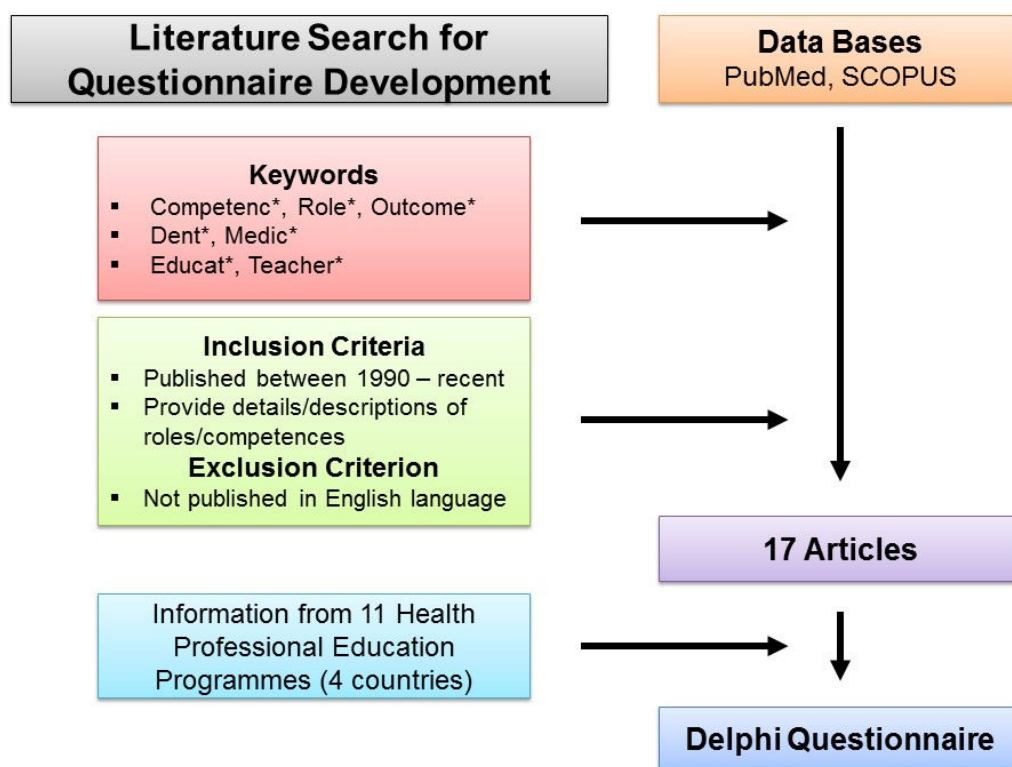 Literature Search for
Questionnaire Development
Data Bases
PubMed, SCOPUS
Keywords
▪ Competenc*, Role*, Outcome*
▪ Dent*, Medic*
▪ Educat*, Teacher*
Inclusion Criteria
▪ Published between 1990 – recent
▪ Provide details/descriptions of
roles/competences
Exclusion Criterion
▪ Not published in English language
17 Articles
Information from 11 Health
Professional Education
Programmes (4 countries)
Delphi Questionnaire